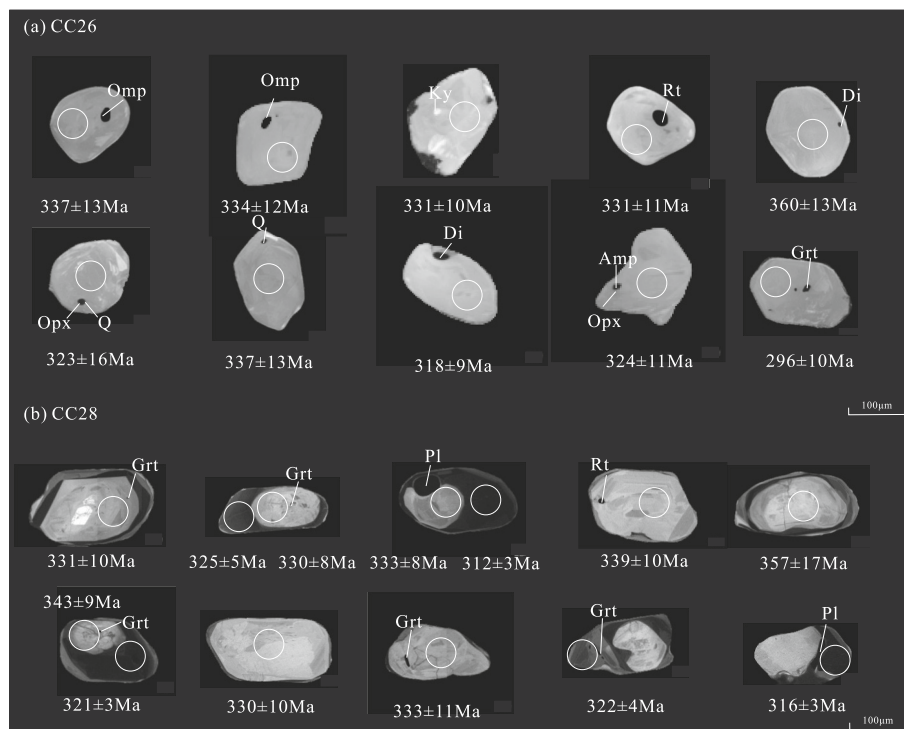 (a) CC26
Omp Omp Ky Rt Di
337±13Ma 334±12Ma 331±10Ma 331±11Ma 360±13Ma
Q Di Amp Grt
Opx Q Opx
323±16Ma 337±13Ma 318±9Ma 324±11Ma 296±10Ma
100μm
(b) CC28
Grt Grt Pl Rt
331±10Ma 325±5Ma 330±8Ma 333±8Ma 312±3Ma 339±10Ma 357±17Ma
343±9Ma
Grt Grt Grt Pl
321±3Ma 330±10Ma 333±11Ma 322±4Ma 316±3Ma
100μm